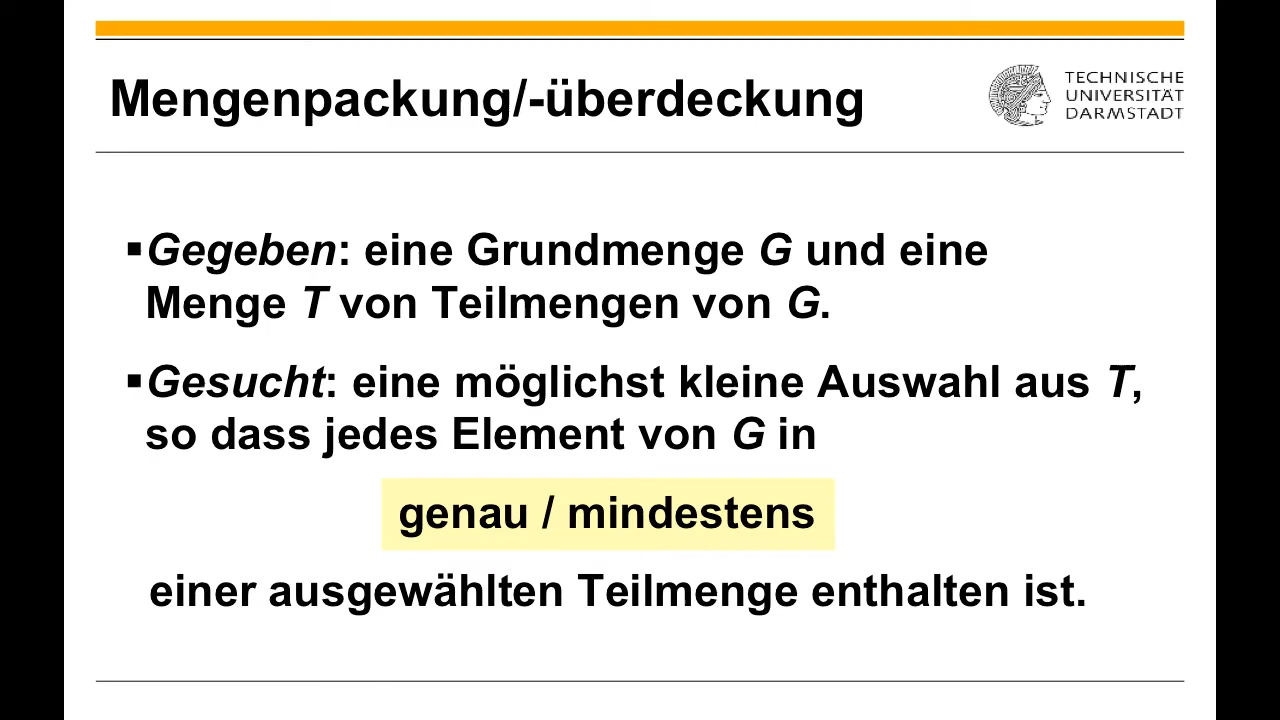 Mengenpackung/-überdeckung
TECHNISCHE
UNIVERSITÄT
DARMSTADT
▪Gegeben: eine Grundmenge G und eine
Menge T von Teilmengen von G.
▪Gesucht: eine möglichst kleine Auswahl aus T,
so dass jedes Element von G in
genau / mindestens
einer ausgewählten Teilmenge enthalten ist.